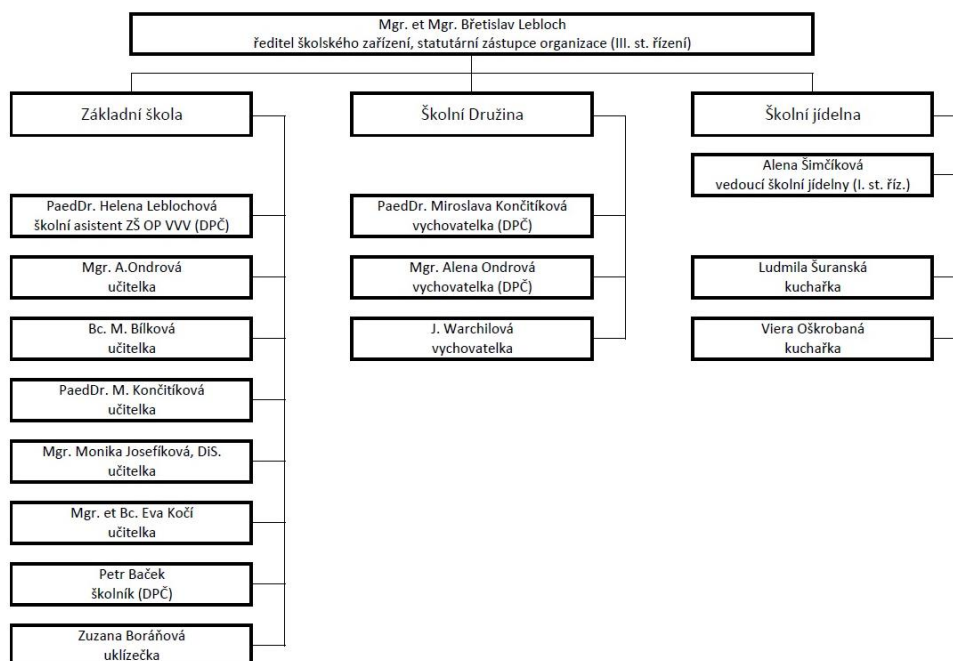 Mgr. et Mgr. Břetislav Lebloch
ředitel školského zařízení, statutární zástupce organizace (III. st. řízení)
Základní škola
PaedDr. Helena Leblochová
školní asistent ZŠ OP VVV (DPČ)
Mgr. A.Ondrová
učitelka
Bc. M. Bílková
učitelka
PaedDr. M. Končitíková
učitelka
Mgr. Monika Josefíková, DiS.
učitelka
Mgr. et Bc. Eva Kočí
učitelka
Petr Baček
školník (DPČ)
Zuzana Boráňová
uklízečka
Školní Družina
PaedDr. Miroslava Končitíková
vychovatelka (DPČ)
Mgr. Alena Ondrová
vychovatelka (DPČ)
J. Warchilová
vychovatelka
Školní jídelna
Alena Šimčíková
vedoucí školní jídelny (I. st. říz.)
Ludmila Šuranská
kuchařka
Viera Oškrobaná
kuchařka